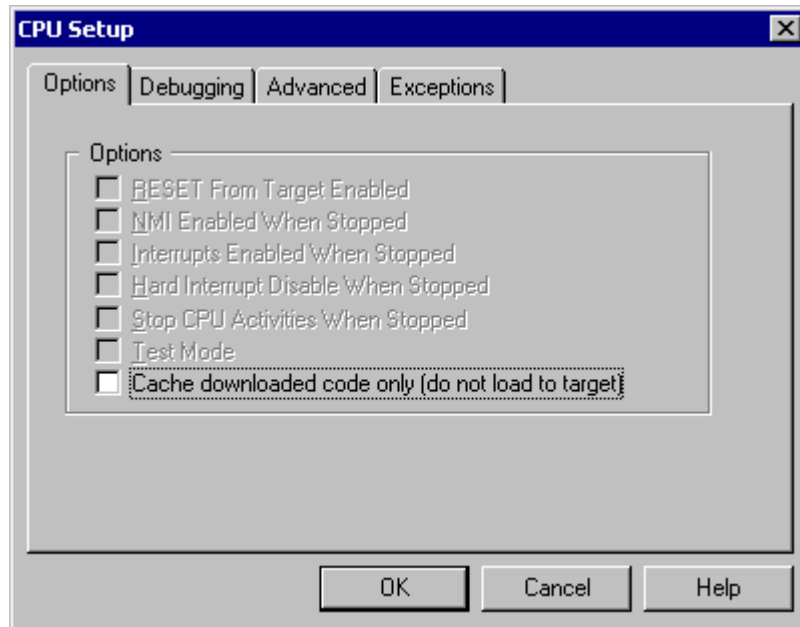 CPU Setup
Options Debugging Advanced Exceptions
Options
RESET From Target Enabled
NMI Enabled When Stopped
Interrupts Enabled When Stopped
Hard Interrupt Disable When Stopped
Stop CPU Activities When Stopped
Test Mode
Cache downloaded code only (do not load to target)
OK Cancel Help